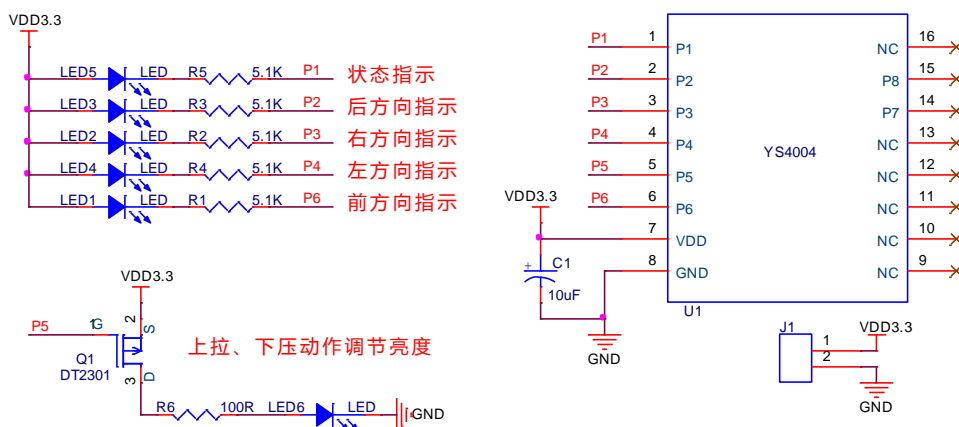 VDD3.3
LED5 LED R5 5.1K P1 状态指示
LED3 LED R3 5.1K P2 后方向指示
LED2 LED R2 5.1K P3 右方向指示
LED4 LED R4 5.1K P4 左方向指示
LED1 LED R1 5.1K P6 前方向指示
VDD3.3
P5 1 G 2 S
Q1
DT2301
3 D
上拉、下压动作调节亮度
R6 100R LED6 LED GND
P1 1 P1 NC 16
P2 2 P2 P8 15
P3 3 P3 P7 14
P4 4 P4 NC 13
YS4004
P5 5 P5 NC 12
P6 6 P6 NC 11
VDD3.3
7 VDD NC 10
8 GND NC 9
+ C1
10uF
U1
GND
J1
1 VDD3.3
2
GND